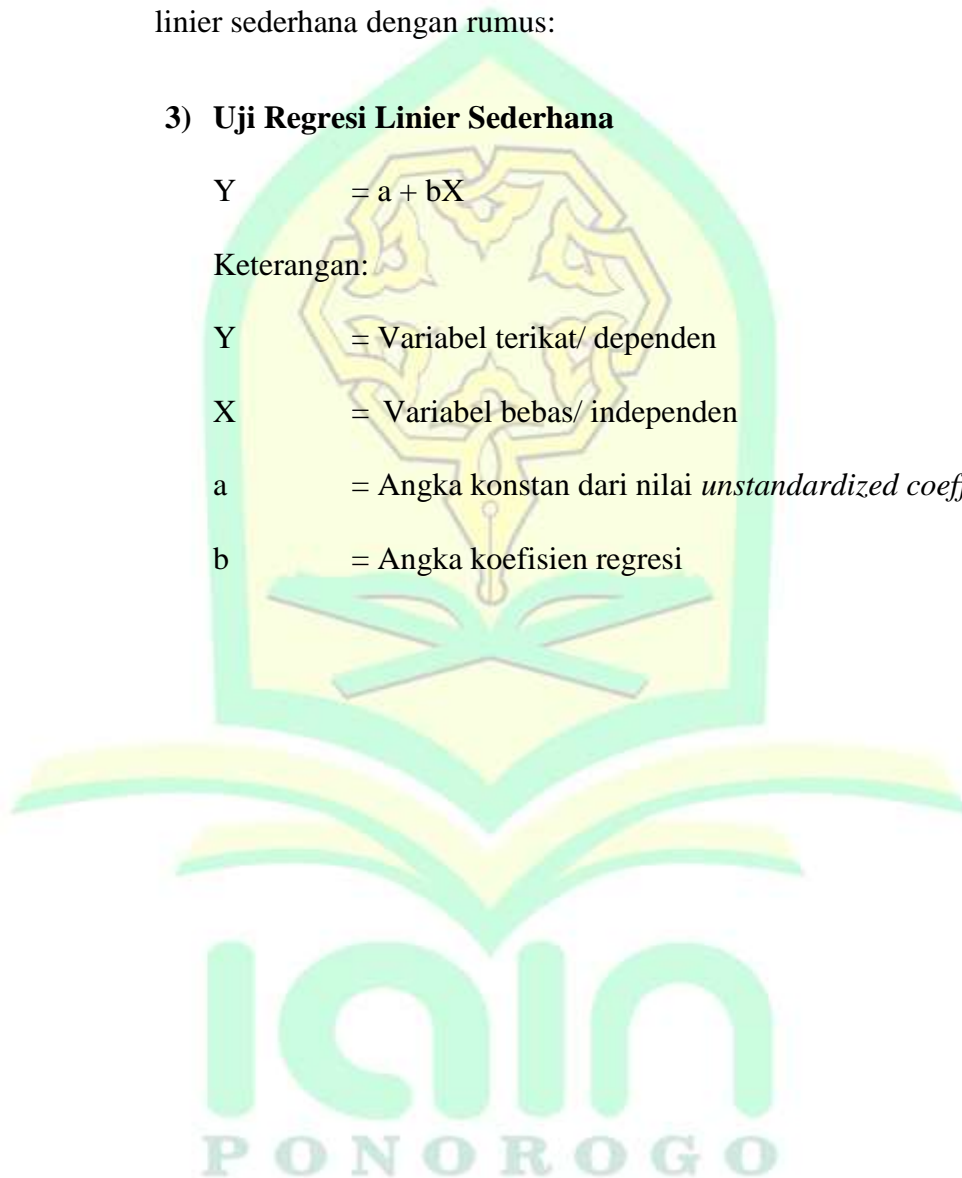 linier sederhana dengan rumus:
3) Uji Regresi Linier Sederhana
Y = a + bX
Keterangan:
Y = Variabel terikat/ dependen
X = Variabel bebas/ independen
a = Angka konstan dari nilai unstandardized
b = Angka koefisien regresi
iain
PONOROGO